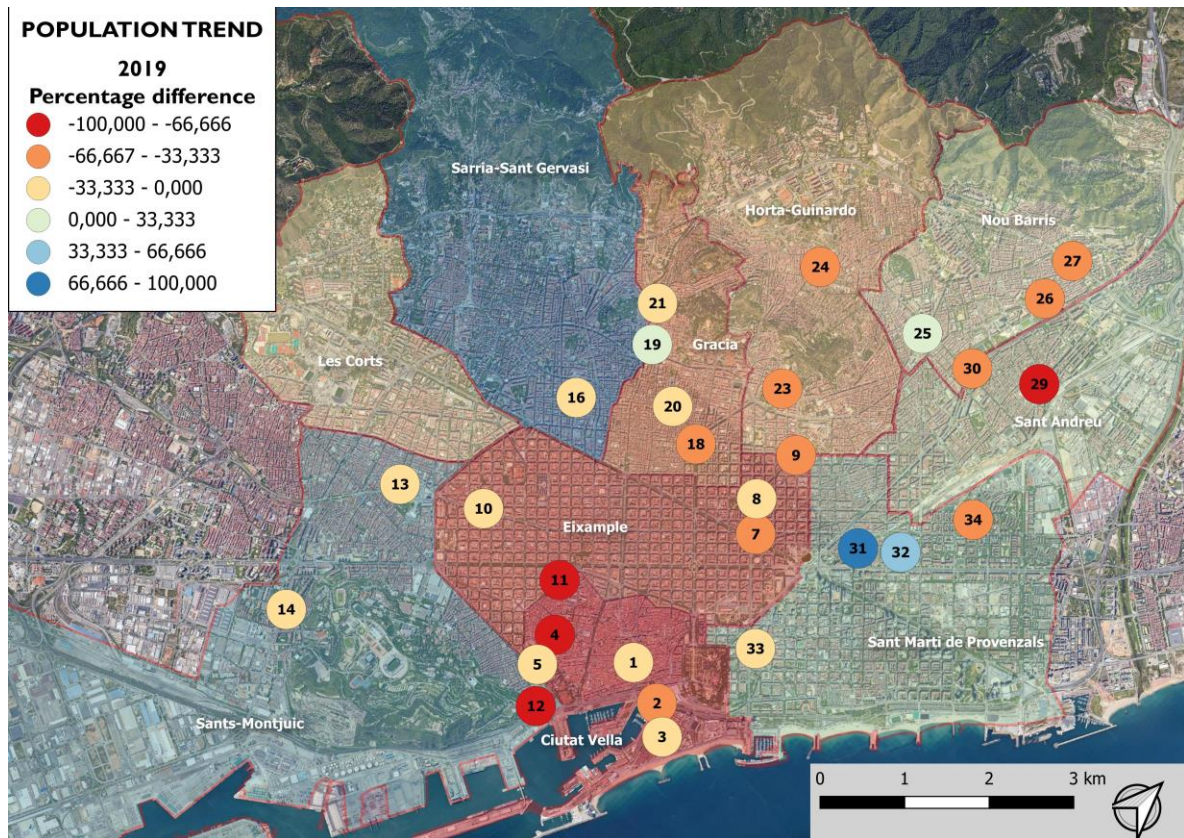 POPULATION TREND
2019
Percentage difference
-100,000 - -66,666
-66,667 - -33,333
-33,333 - 0,000
0,000 - 33,333
33,333 - 66,666
66,666 - 100,000
Sarria-Sant Gervasi
Horta-Guinardo
Nou Barris
27
24
26
21
25
19
Gracia
Les Corts
30
29
23
16
20
Sant Andreu
18
9
13
8
10
34
Eixample
7
31
32
11
14
4
Sant Marti de Provenzals
33
5
1
12
2
Sants-Montjuic
3
Ciutat Vella
0 1 2 3 km